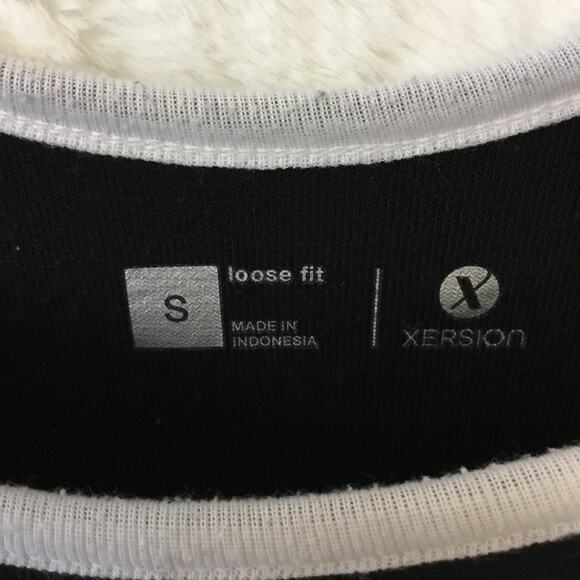 S
loose fit
MADE IN
INDONESIA
X
XERSION